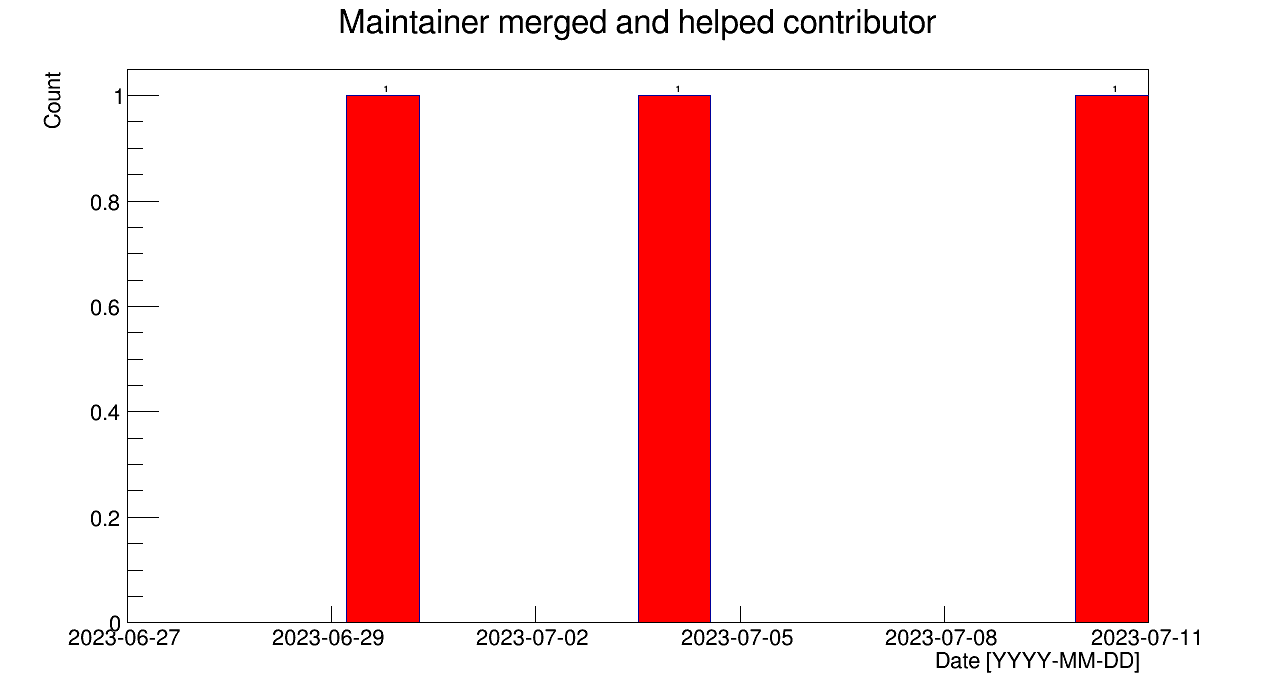 Maintainer merged and helped contributor
Count
1 1 1
1
0.8
0.6
0.4
0.2
0
2023-06-27 2023-06-29 2023-07-02 2023-07-05 2023-07-08 2023-07-11
Date [YYYY-MM-DD]